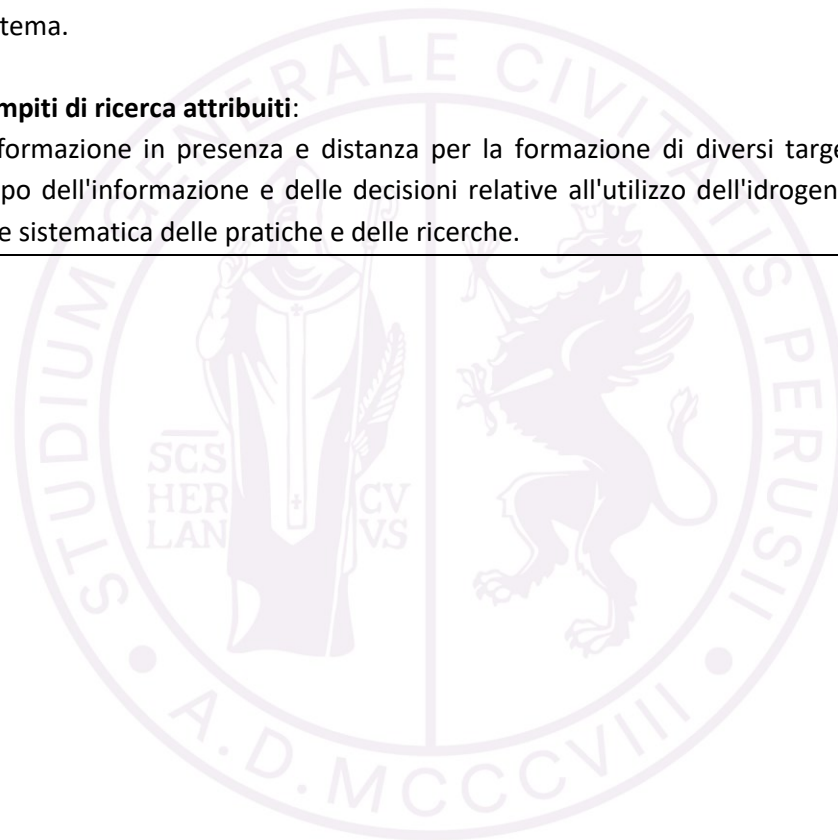 tema.
mpiti di ricerca attribuiti:
formazione in presenza e distanza per la formazione di diversi targe
po dell'informazione e delle decisioni relative all'utilizzo dell'idrogen
e sistematica delle pratiche e delle ricerche.
STUDIUM GENERALE CIVITATIS PERUSII
SCS
HER
LAN
CV
VS
A.D. MCCCVIII